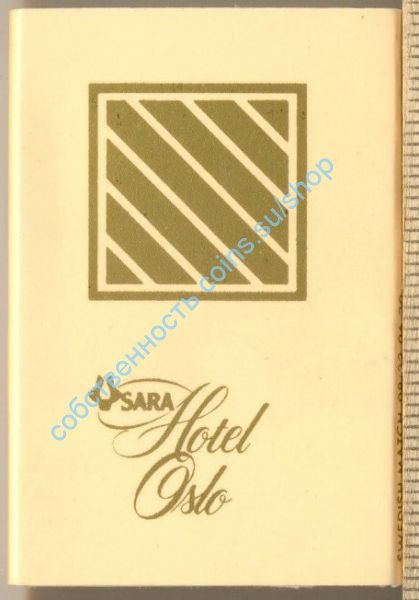 SARA Hotel
Oslo
собственность coins.su/shop
SWEDISH MATCH